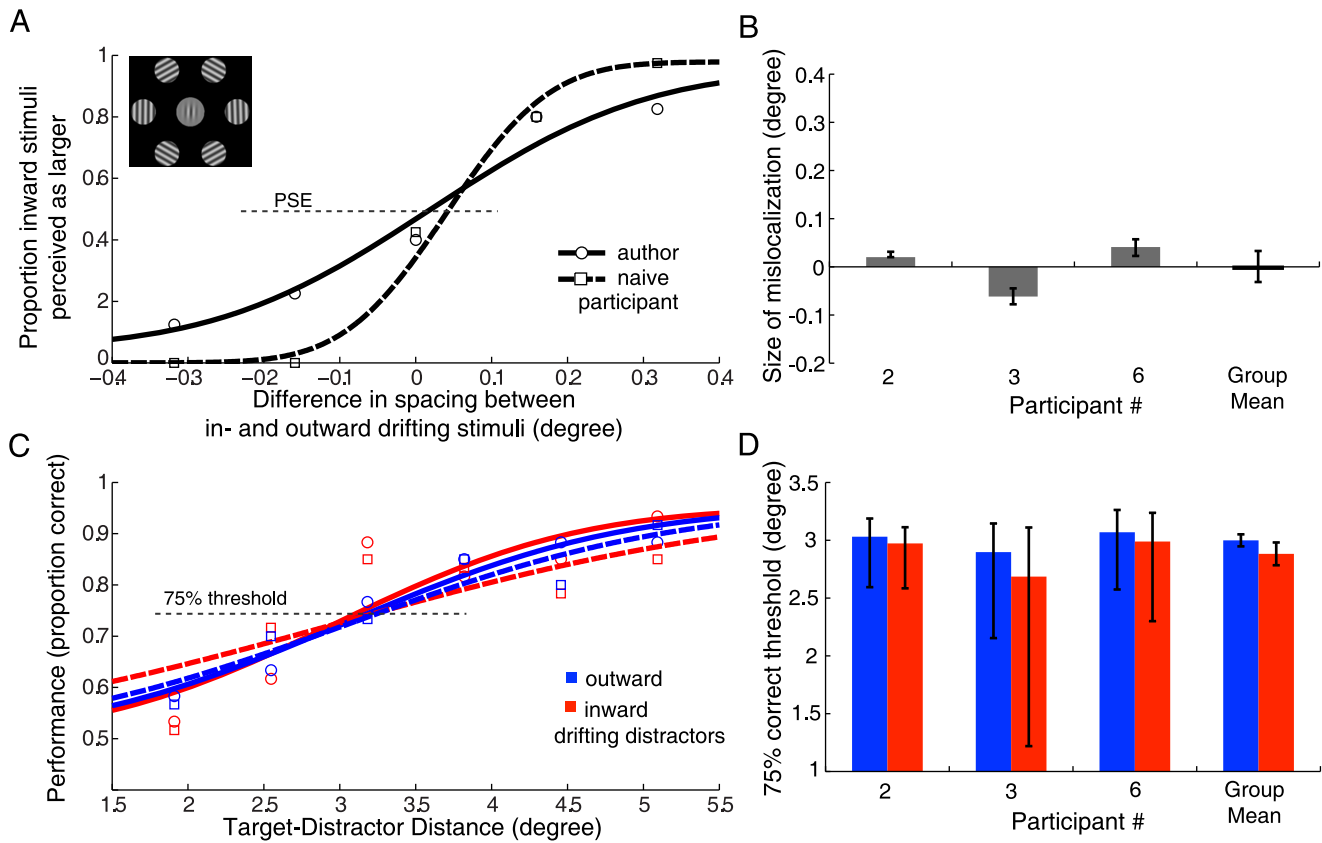 A
Proportion inward stimuli
perceived as larger
1
0.8
0.6
0.4
2
0
PSE
author
naive
participant
−0.4
−03
−02
−0.1
0
0.1
0.2
0.3
0.4
Difference in spacing between
in- and outward drifting stimuli (degree)
B
Size of mislocalization (degree)
0.4
0.3
0.2
0.1
0
-0.1
-0.2
2
3
6
Group
Mean
Participant #
C
Performance (proportion correct)
1
0.9
0.8
0.7
0.6
0.5
75% threshold
outward
inward
drifting distractors
1.5
2
2.5
3
3.5
4
4.5
5
5.5
Target-Distractor Distance (degree)
D
75% correct threshold (degree)
3.5
3
2.5
2
1.5
1
2
3
6
Group
Mean
Participant #